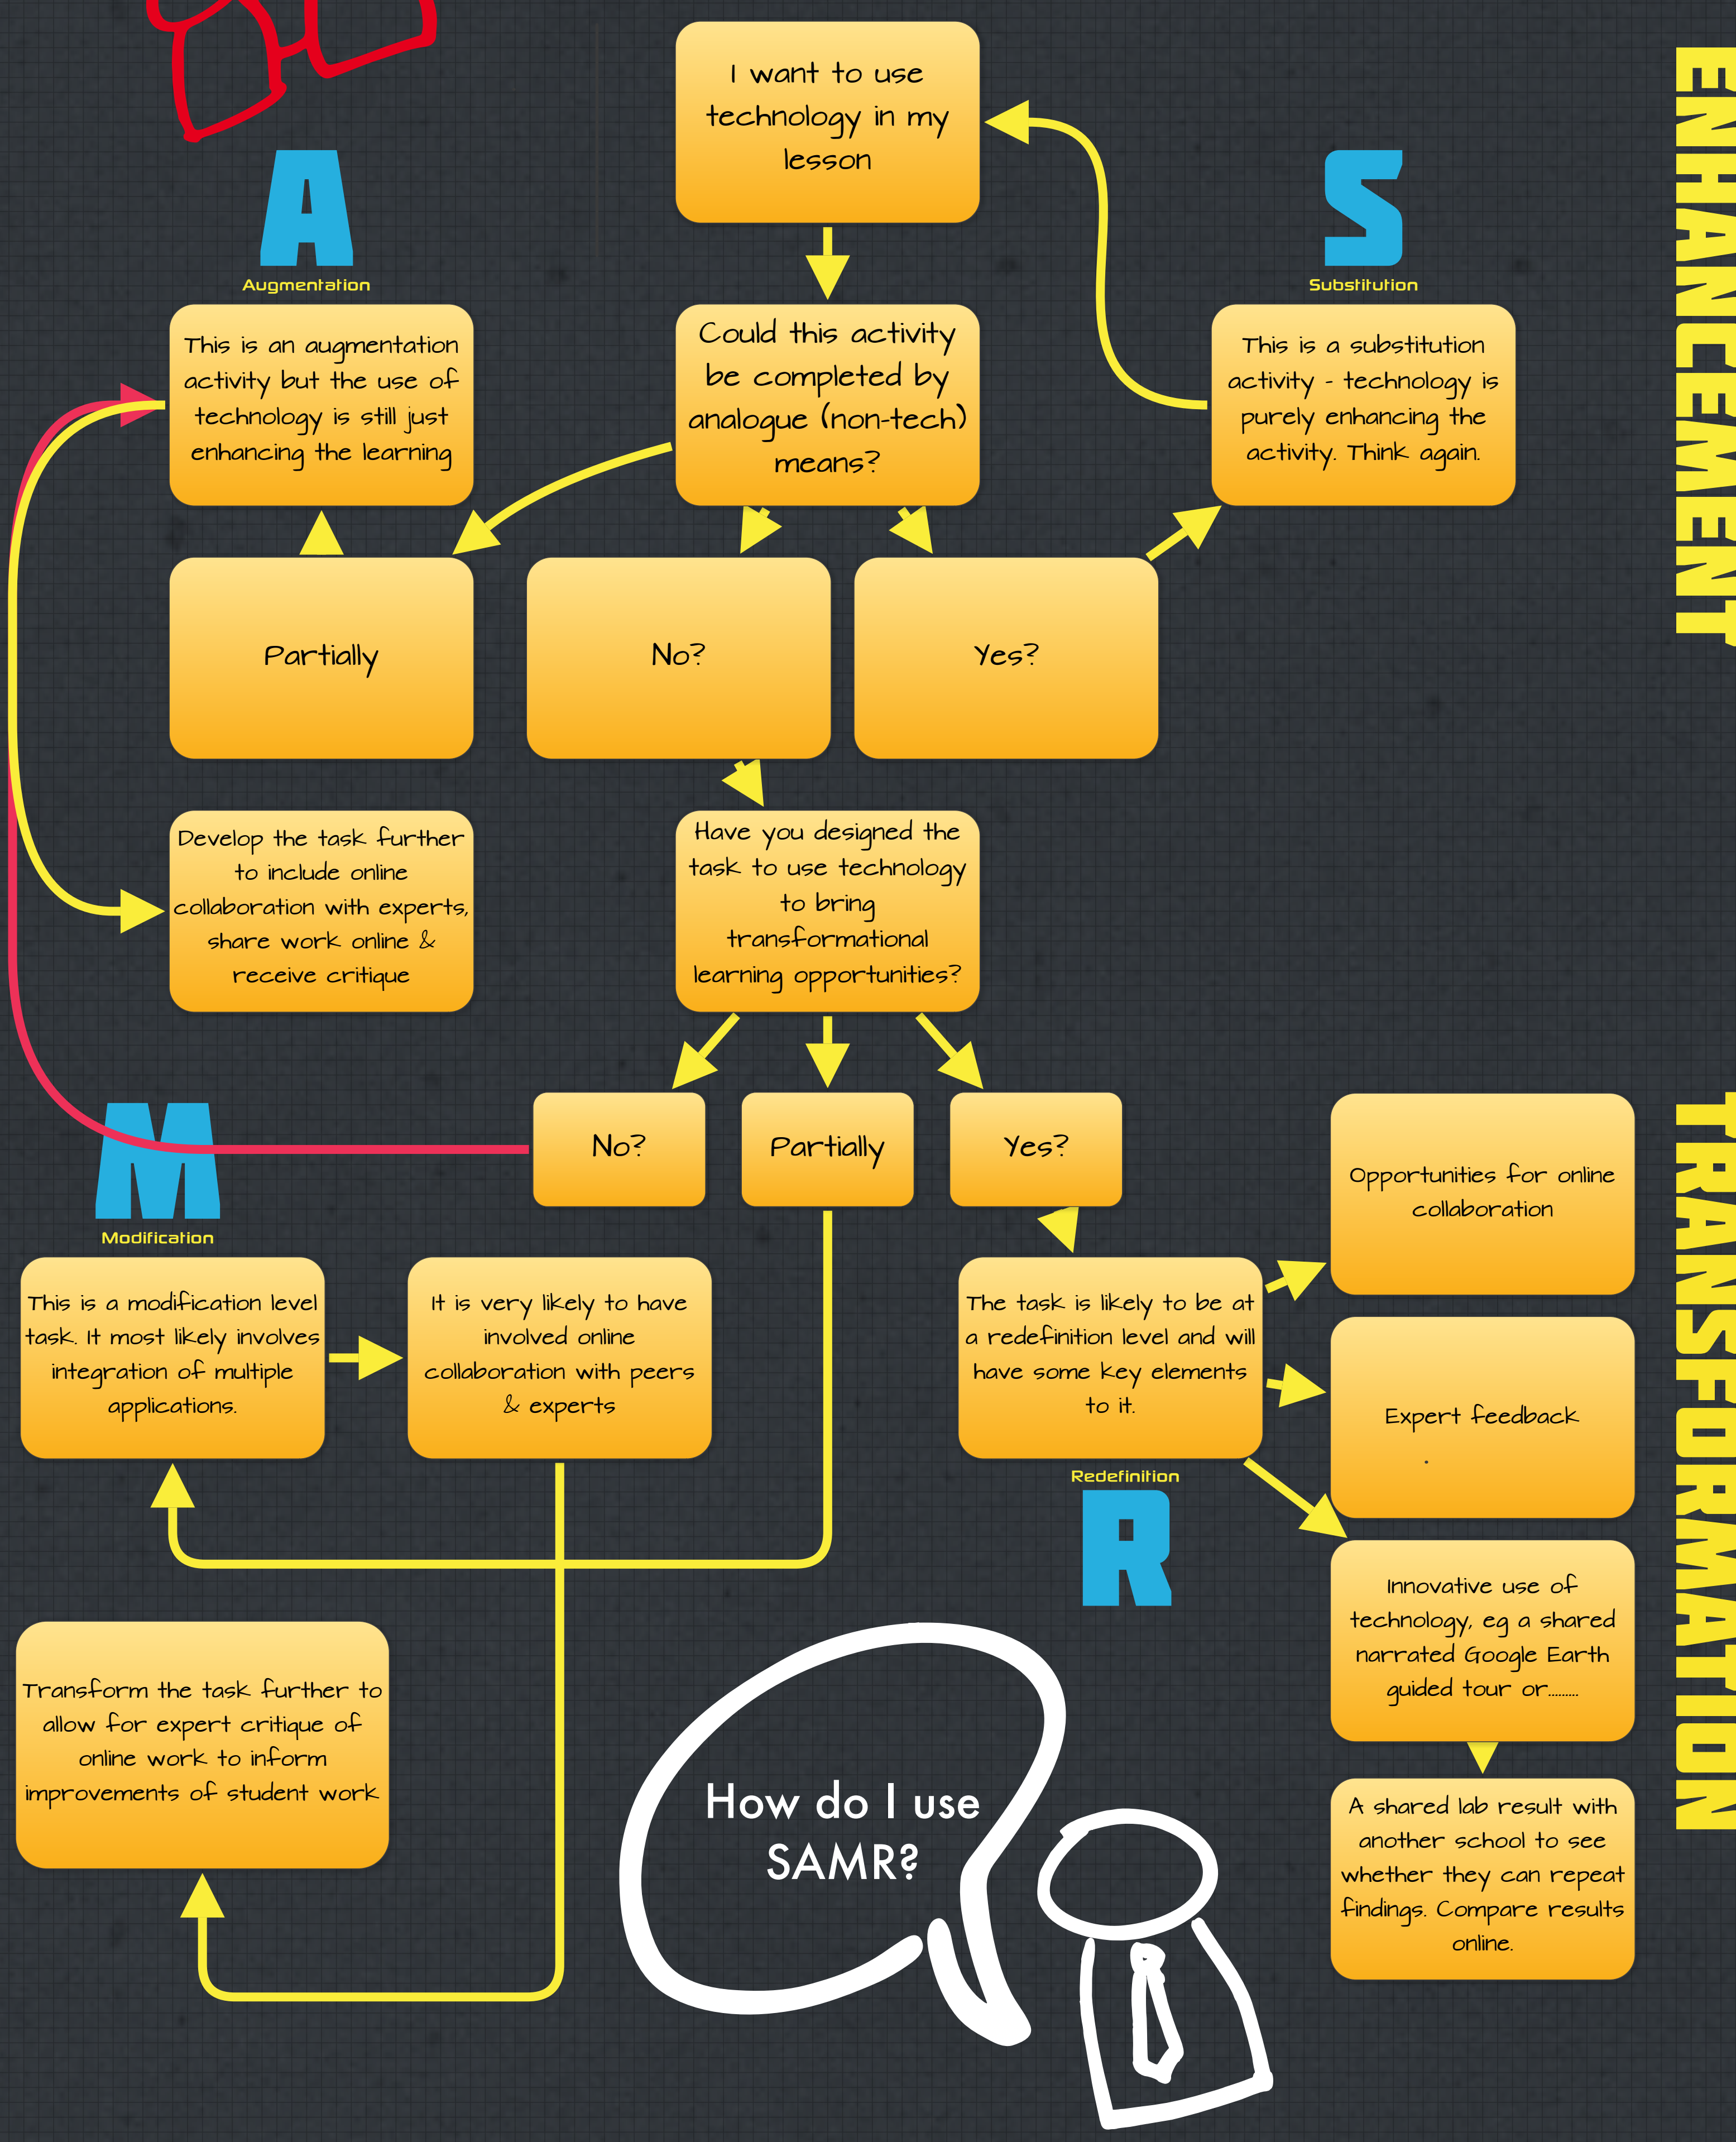 I want to use
technology in my
lesson
A
Augmentation
S
Substitution
ENHANCEMENT
This is an augmentation
activity but the use of
technology is still just
enhancing the learning
Could this activity
be completed by
analogue (non-tech)
means?
This is a substitution
activity - technology is
purely enhancing the
activity. Think again.
Partially
No?
Yes?
Develop the task further
to include online
collaboration with experts,
share work online &
receive critique
Have you designed the
task to use technology
to bring
transformational
learning opportunities?
No?
Partially
Yes?
M
Modification
TRANSFORMATION
Opportunities for online
collaboration
This is a modification level
task. It most likely involves
integration of multiple
applications.
It is very likely to have
involved online
collaboration with peers
& experts
The task is likely to be at
a redefinition level and will
have some key elements
to it.
Expert feedback
.
Redefinition
R
Innovative use of
technology, eg a shared
narrated Google Earth
guided tour or.........
Transform the task further to
allow for expert critique of
online work to inform
improvements of student work
How do I use
SAMR?
A shared lab result with
another school to see
whether they can repeat
findings. Compare results
online.